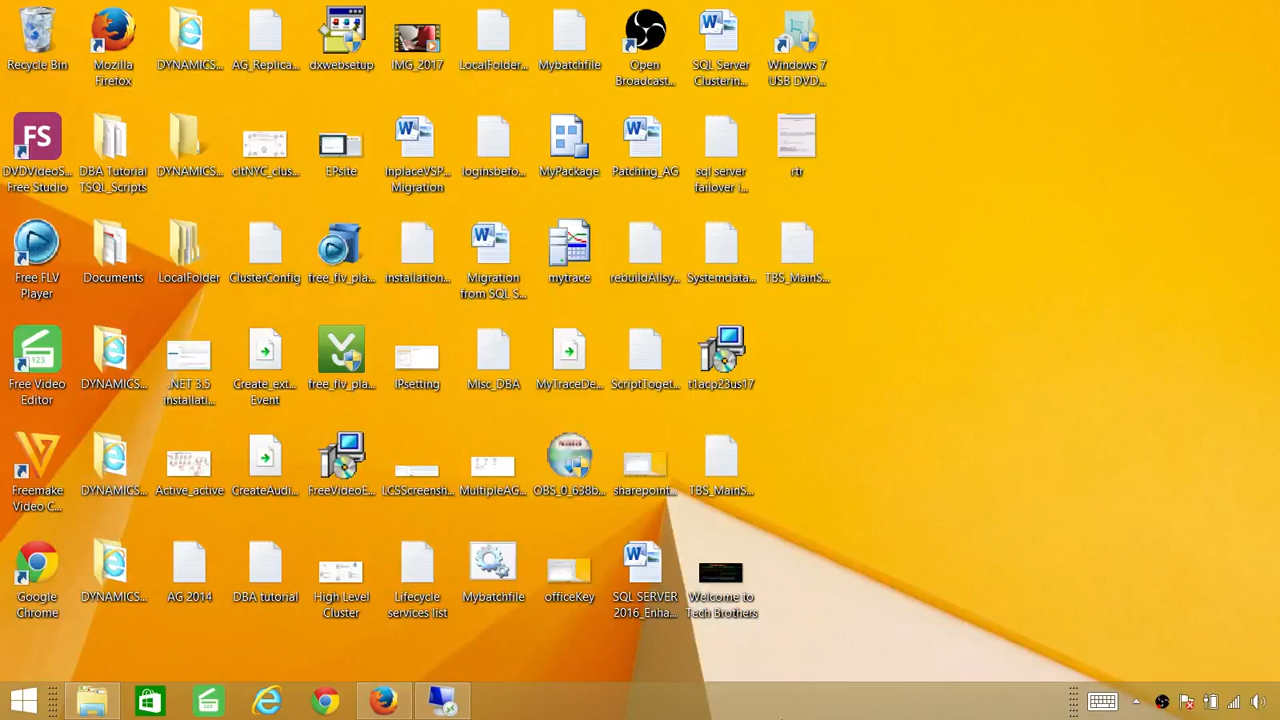 Recycle Bin
Mozilla
Firefox
DYNAMICS...
AG_Replica...
dxwebsetup
IMG_2017
LocalFolder...
Mybatchfile
Open
Broadcast...
SQL Server
Clusterin...
Windows 7
USB DVD...
FS
DVDVideoS...
Free Studio
DBA Tutorial
TSQL_Scripts
DYNAMICS...
citNYC_clus...
EPsite
InplaceVSP...
Migration
loginsbefo...
MyPackage
Patching_AG
sql server
failover i...
rtr
Free FLV
Player
Documents
LocalFolder
ClusterConfig
free_flv_pla...
installation...
Migration
from SQL S...
mytrace
rebuildAllsy...
Systemdata...
TBS_MainS...
123
Free Video
Editor
DYNAMICS...
.NET 3.5
installati...
Create_ext...
Event
free_flv_pla...
IPsetting
Misc_DBA
MyTraceDe...
ScriptToget...
t1acp23us17
Freemake
Video C...
DYNAMICS...
Active_active
CreateAudi...
FreeVideoE...
LCSScreensh...
MultipleAG...
OBS_0_638b...
sharepoint...
TBS_MainS...
Google
Chrome
DYNAMICS...
AG 2014
DBA tutorial
High Level
Cluster
Lifecycle
services list
Mybatchfile
officeKey
SQL SERVER
2016_Enha...
Welcome to
Tech Brothers